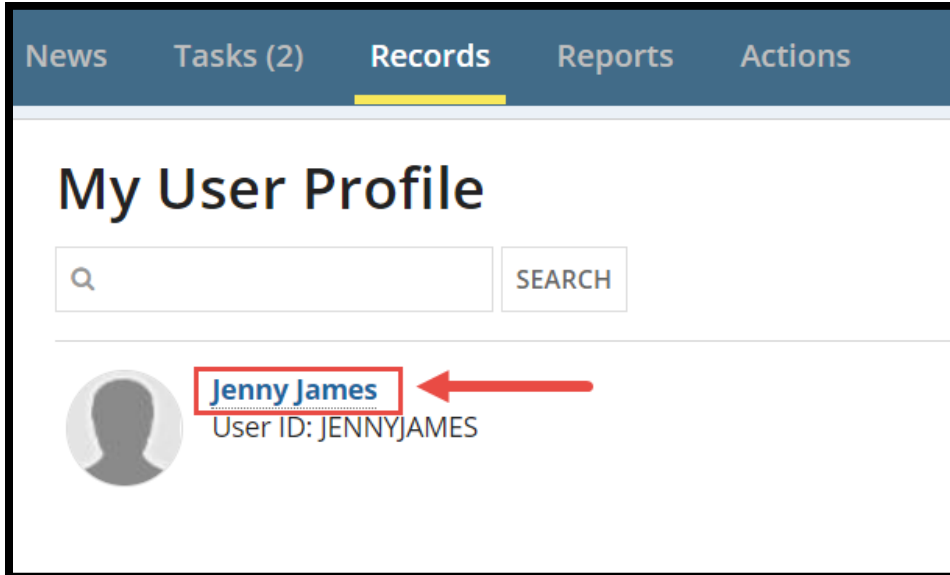 News Tasks (2) Records Reports Actions
My User Profile
SEARCH
Jenny James
User ID: JENNYJAMES